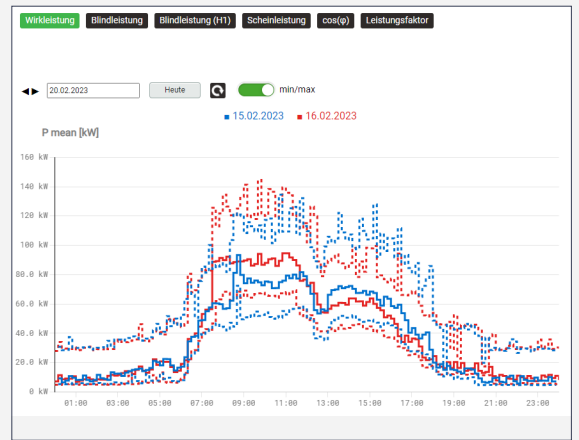 Wirkleistung Blindleistung Blindleistung (H1) Scheinleistung cos(φ) Leistungsfaktor
20.02.2023 Heute min/max
15.02.2023 16.02.2023
P mean [kW]
160 kW
140 kW
120 kW
100 kW
80.0 kW
60.0 kW
40.0 kW
20.0 kW
0 kW
01:00 03:00 05:00 07:00 09:00 11:00 13:00 15:00 17:00 19:00 21:00 23:00